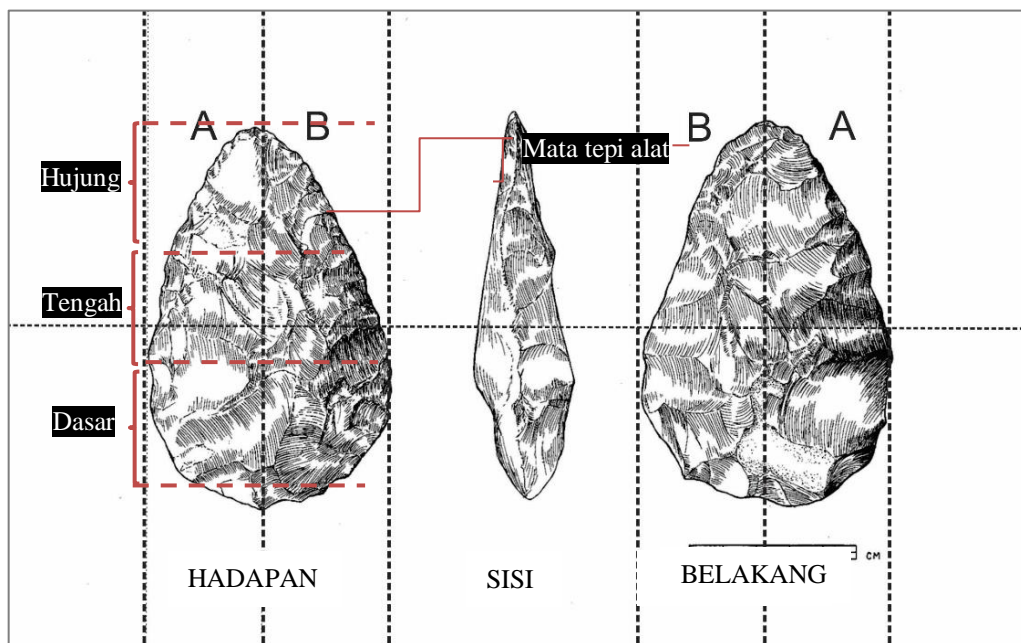 A B
B A
Hujung
Mata tepi alat
Tengah
Dasar
CM
HADAPAN
SISI
BELAKANG